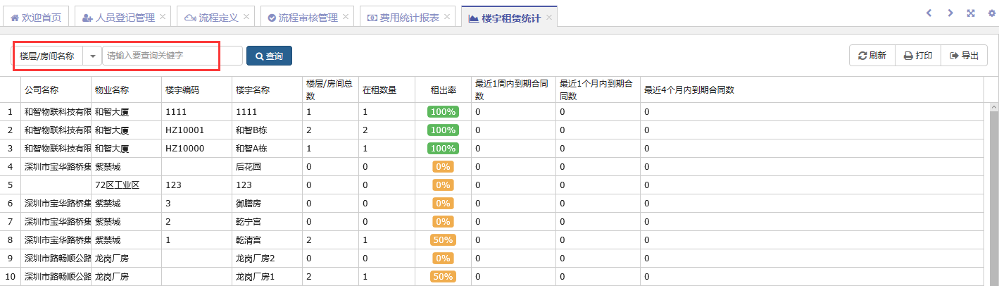 欢迎首页 人员登记管理 流程定义 流程审核管理 费用统计报表 楼宇租赁统计
楼层/房间名称 请输入要查询关键字 查询 刷新 打印 导出
公司名称 物业名称 楼宇编码 楼宇名称 楼层/房间总数 在租数量 租出率 最近1周内到期合同数 最近1个月内到期合同数 最近4个月内到期合同数
1 和智物联科技有限 和智大厦 1111 1111 1 1 100% 0 0 0
2 和智物联科技有限 和智大厦 HZ10001 和智B栋 2 2 100% 0 0 0
3 和智物联科技有限 和智大厦 HZ10000 和智A栋 1 1 100% 0 0 0
4 深圳市宝华路桥集 紫禁城 后花园 0 0 0% 0 0 0
5 72区工业区 123 123 0 0 0% 0 0 0
6 深圳市宝华路桥集 紫禁城 3 御膳房 0 0 0% 0 0 0
7 深圳市宝华路桥集 紫禁城 2 乾宁宫 0 0 0% 0 0 0
8 深圳市宝华路桥集 紫禁城 1 乾清宫 2 1 50% 0 0 0
9 深圳市路畅顺公路 龙岗厂房 龙岗厂房2 0 0 0% 0 0 0
10 深圳市路畅顺公路 龙岗厂房 龙岗厂房1 2 1 50% 0 0 0